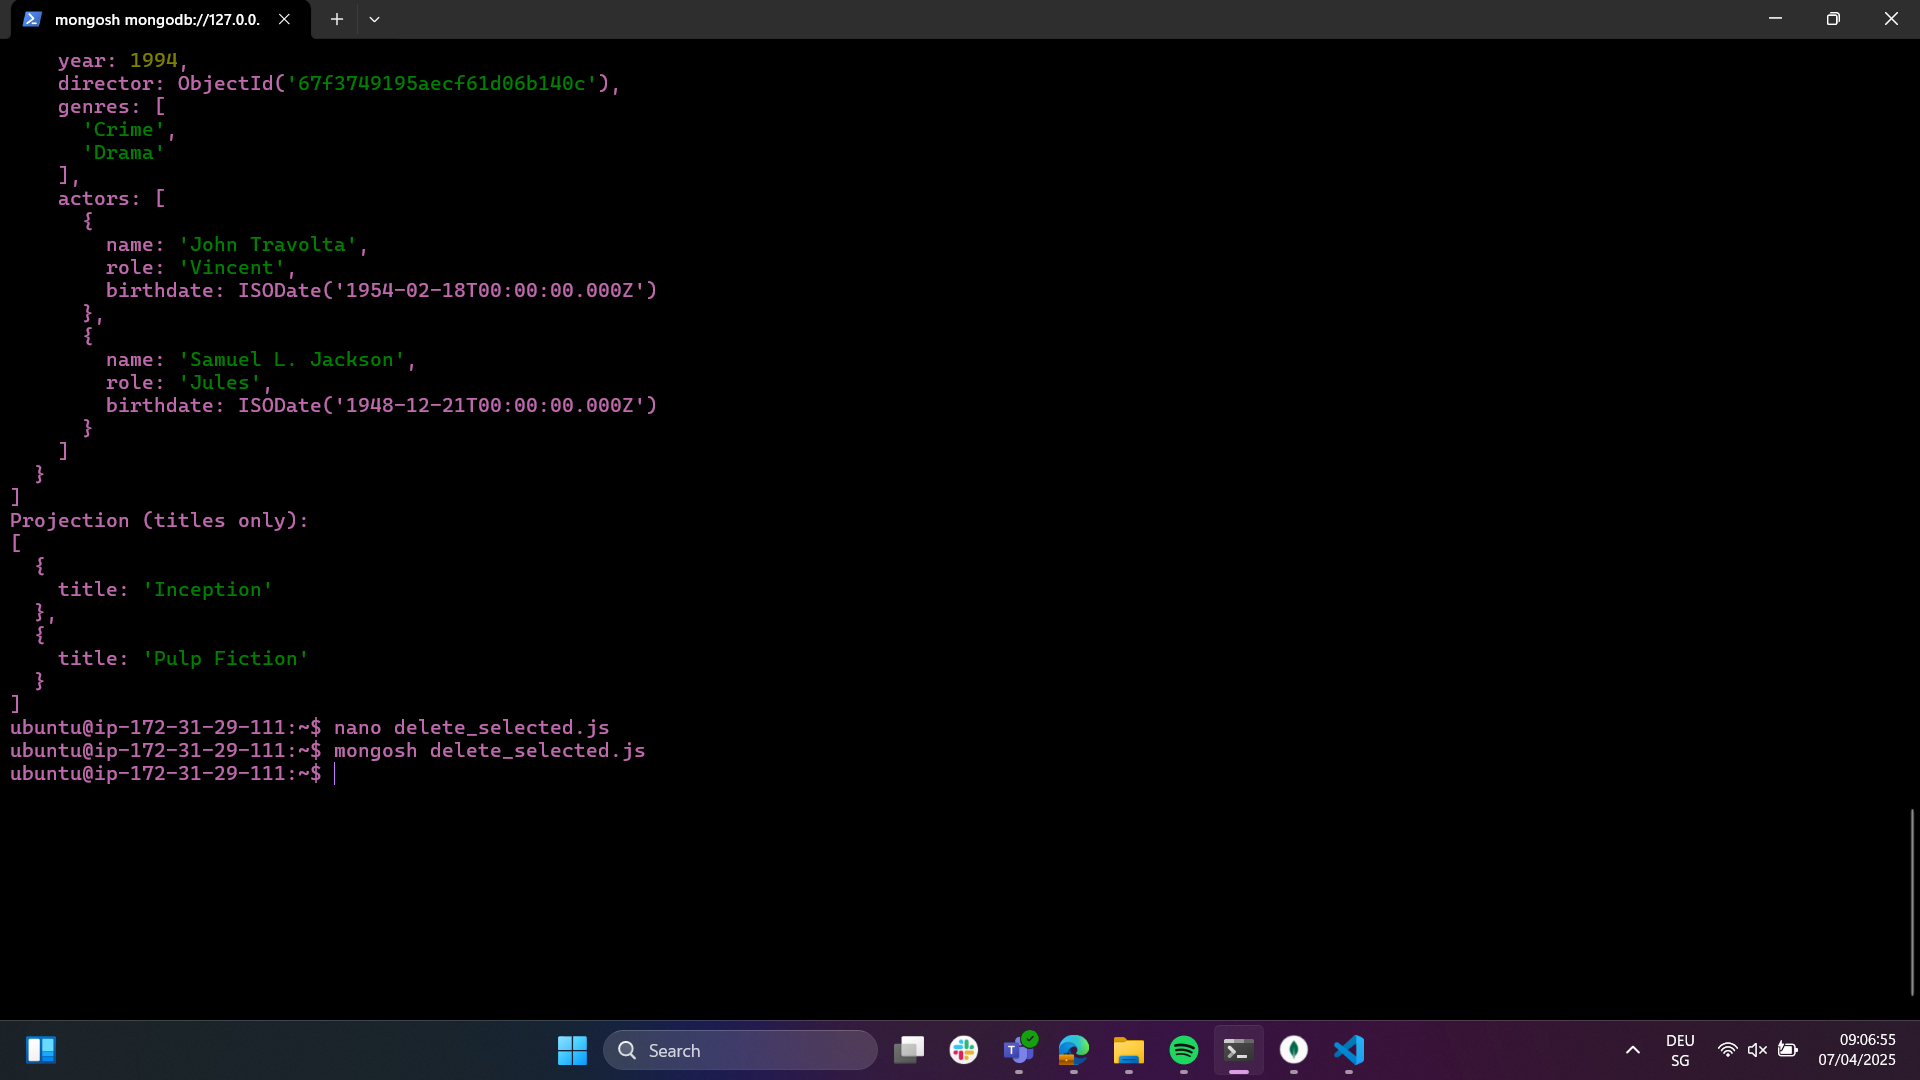 mongosh mongodb://127.0.0.
year: 1994,
director: ObjectId('67f3749195aecf61d06b140c'),
genres: [
'Crime',
'Drama'
],
actors: [
{
name: 'John Travolta',
role: 'Vincent',
birthdate: ISODate('1954-02-18T00:00:00.000Z')
},
{
name: 'Samuel L. Jackson',
role: 'Jules',
birthdate: ISODate('1948-12-21T00:00:00.000Z')
}
]
}
]
Projection (titles only):
[
{
title: 'Inception'
},
{
title: 'Pulp Fiction'
}
]
ubuntu@ip-172-31-29-111:~$ nano delete_selected.js
ubuntu@ip-172-31-29-111:~$ mongosh delete_selected.js
ubuntu@ip-172-31-29-111:~$
Search
DEU
SG
09:06:55
07/04/2025